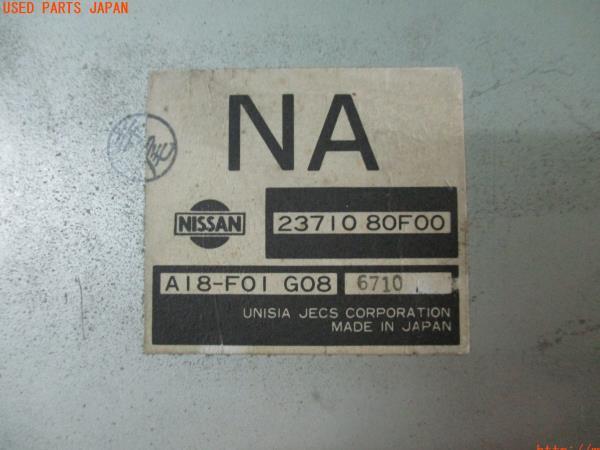 USED PARTS JAPAN
NA
NISSAN
23710 80F00
A18-F01 G08 6710
UNISIA JECS CORPORATION
MADE IN JAPAN